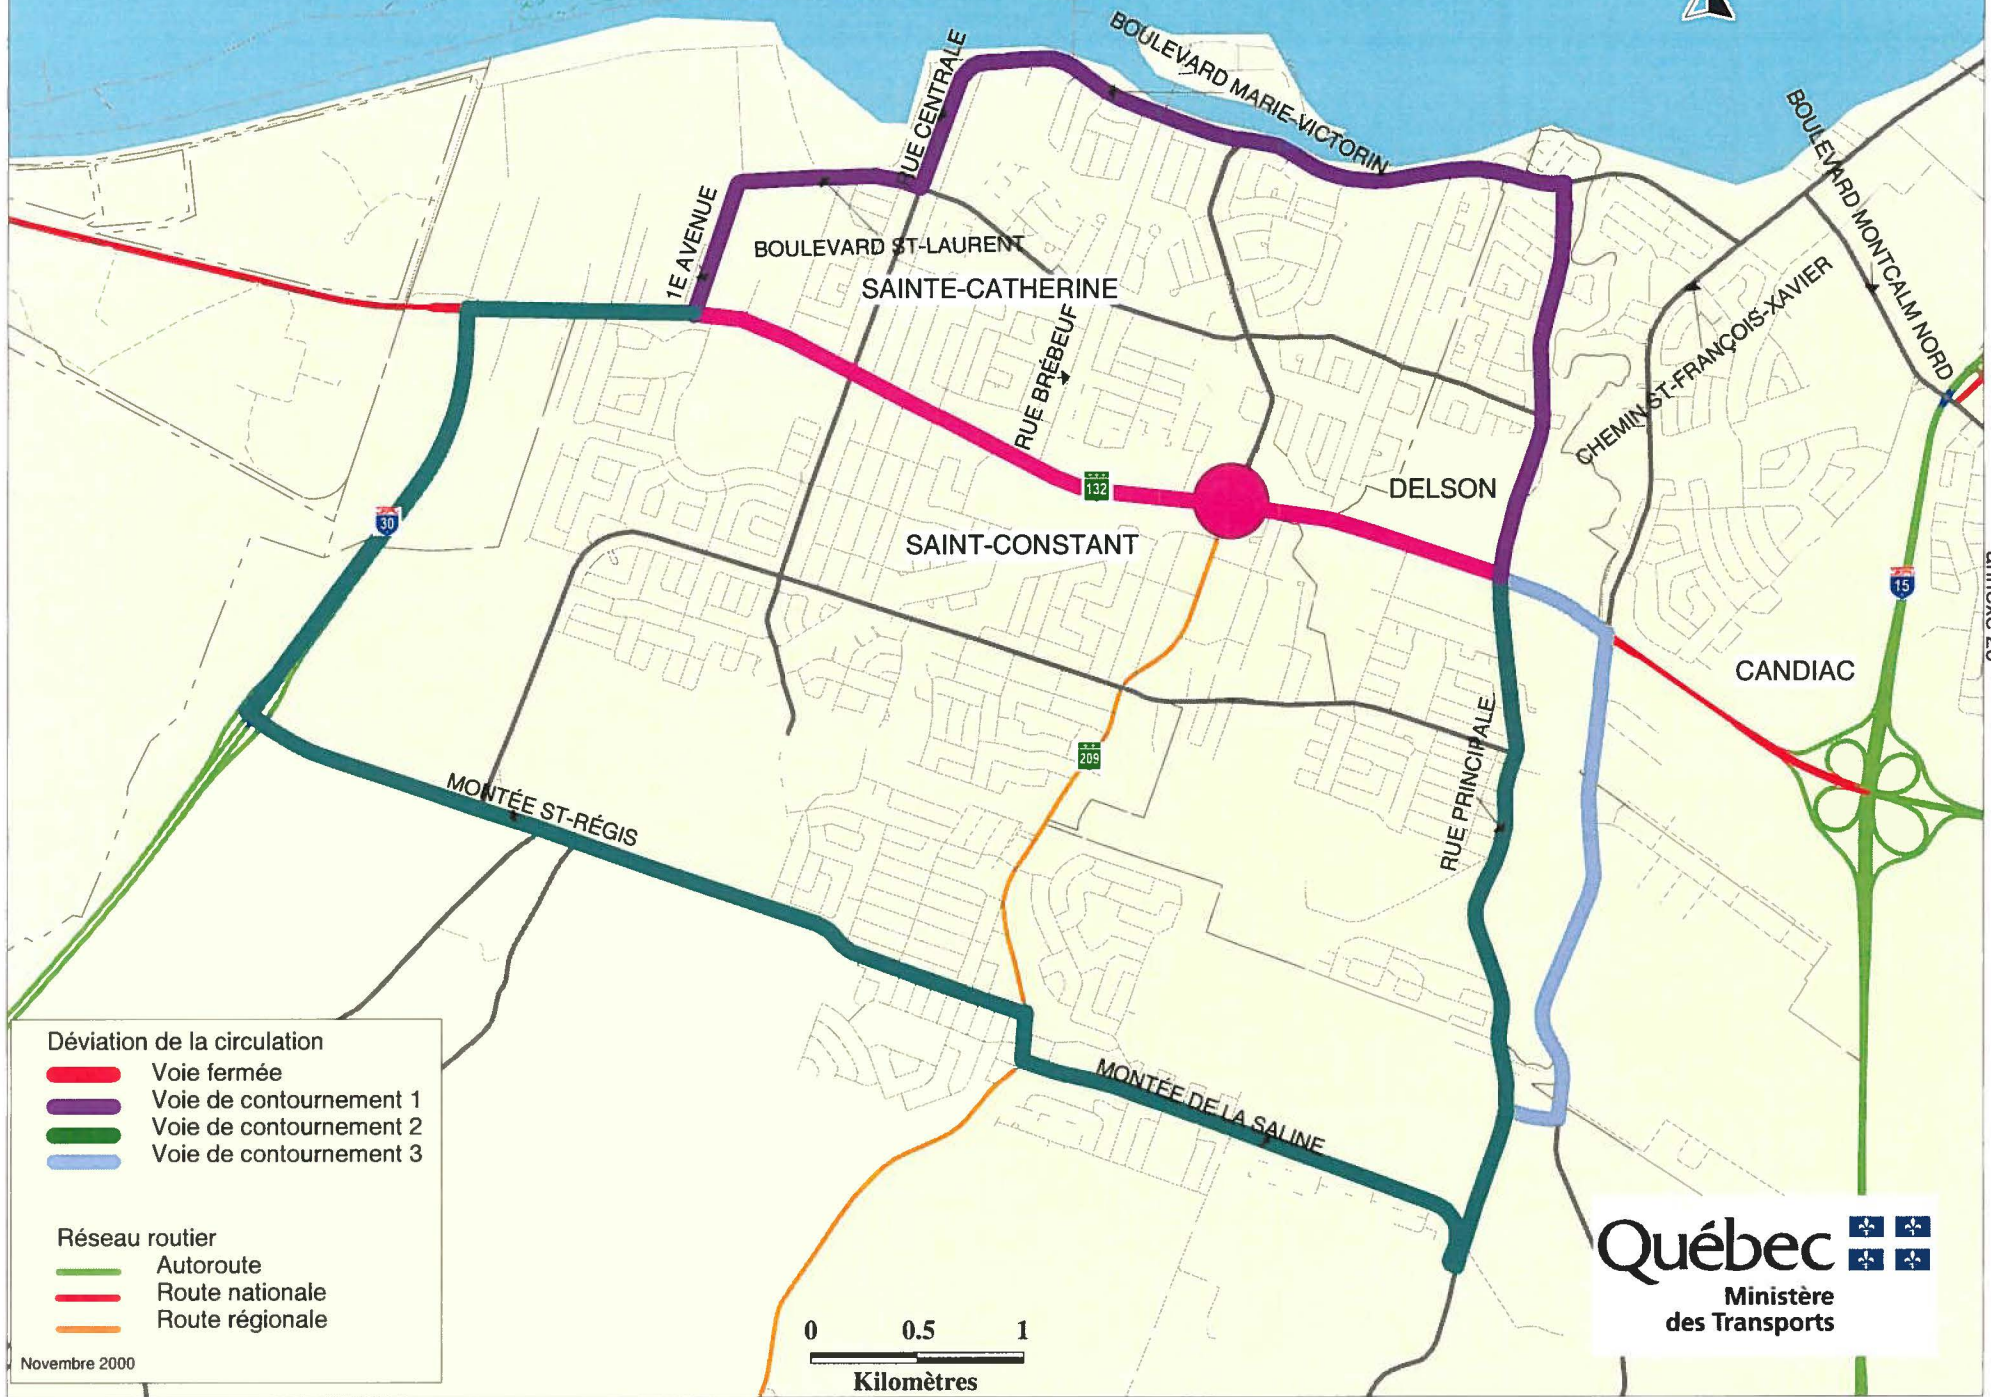 BOULEVARD MARIE-VICTORIN
RUE CENTRALE
BOULEVARD MONTCALM NORD
1E AVENUE
BOULEVARD ST-LAURENT
SAINTE-CATHERINE
CHEMIN ST-FRANÇOIS-XAVIER
RUE BRÉBEUF
132
DELSON
30
SAINT-CONSTANT
15
CANDIAC
RUE PRINCIPALE
209
MONTÉE ST-RÉGIS
MONTÉE DE LA SALINE
Déviation de la circulation
Voie fermée
Voie de contournement 1
Voie de contournement 2
Voie de contournement 3
Réseau routier
Autoroute
Route nationale
Route régionale
Novembre 2000
0 0.5 1
Kilomètres
Québec
Ministère
des Transports